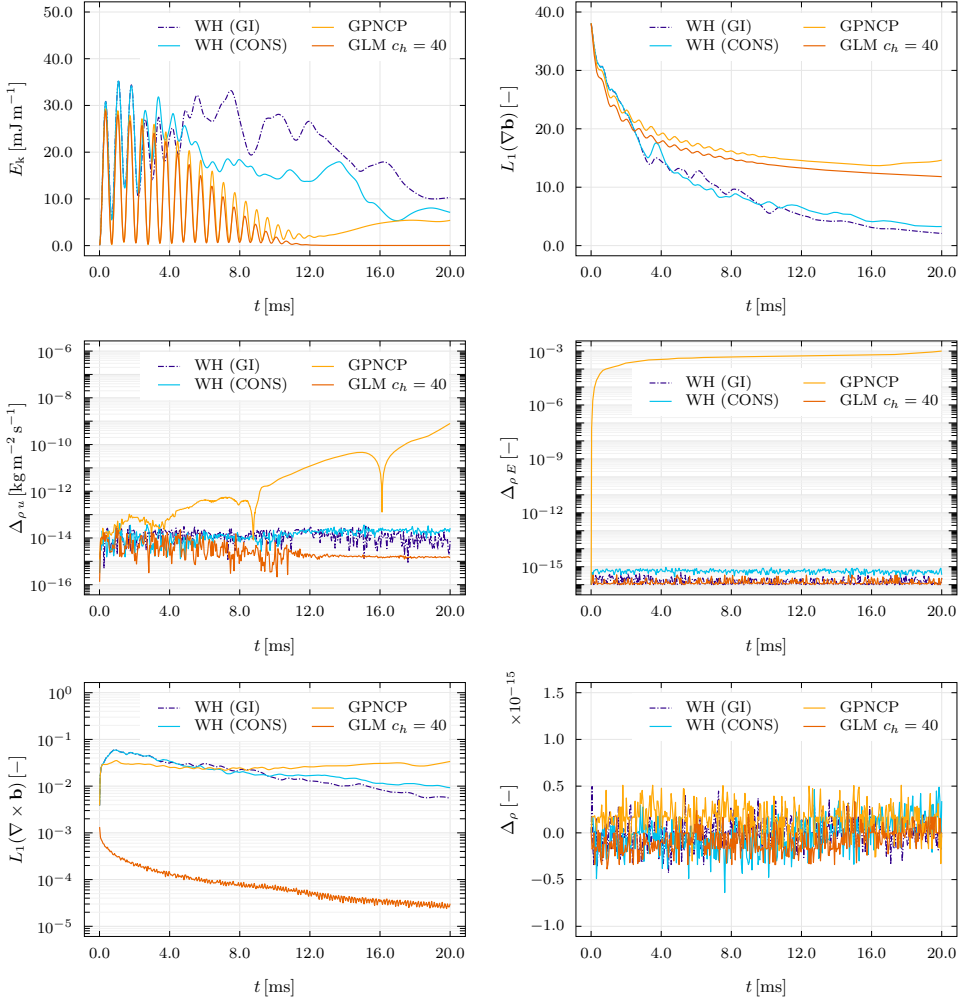 WH (GI)
WH (CONS)
GPNCP
GLM c_h = 40
50.0
40.0
30.0
20.0
10.0
0.0
E_k [mJ m⁻¹]
0.0 4.0 8.0 12.0 16.0 20.0
t [ms]
WH (GI)
WH (CONS)
GPNCP
GLM c_h = 40
40.0
30.0
20.0
10.0
0.0
L₁(∇b) [−]
0.0 4.0 8.0 12.0 16.0 20.0
t [ms]
WH (GI)
WH (CONS)
GPNCP
GLM c_h = 40
10⁻⁶
10⁻⁸
10⁻¹⁰
10⁻¹²
10⁻¹⁴
10⁻¹⁶
Δ_ρ u [kg m⁻² s⁻¹]
0.0 4.0 8.0 12.0 16.0 20.0
t [ms]
WH (GI)
WH (CONS)
GPNCP
GLM c_h = 40
10⁻³
10⁻⁶
10⁻⁹
10⁻¹²
10⁻¹⁵
Δ_ρ E [−]
0.0 4.0 8.0 12.0 16.0 20.0
t [ms]
WH (GI)
WH (CONS)
GPNCP
GLM c_h = 40
10⁰
10⁻¹
10⁻²
10⁻³
10⁻⁴
10⁻⁵
L₁(∇ × b) [−]
0.0 4.0 8.0 12.0 16.0 20.0
t [ms]
×10⁻¹⁵
WH (GI)
WH (CONS)
GPNCP
GLM c_h = 40
1.5
1.0
0.5
0.0
−0.5
−1.0
Δ_ρ [−]
0.0 4.0 8.0 12.0 16.0 20.0
t [ms]